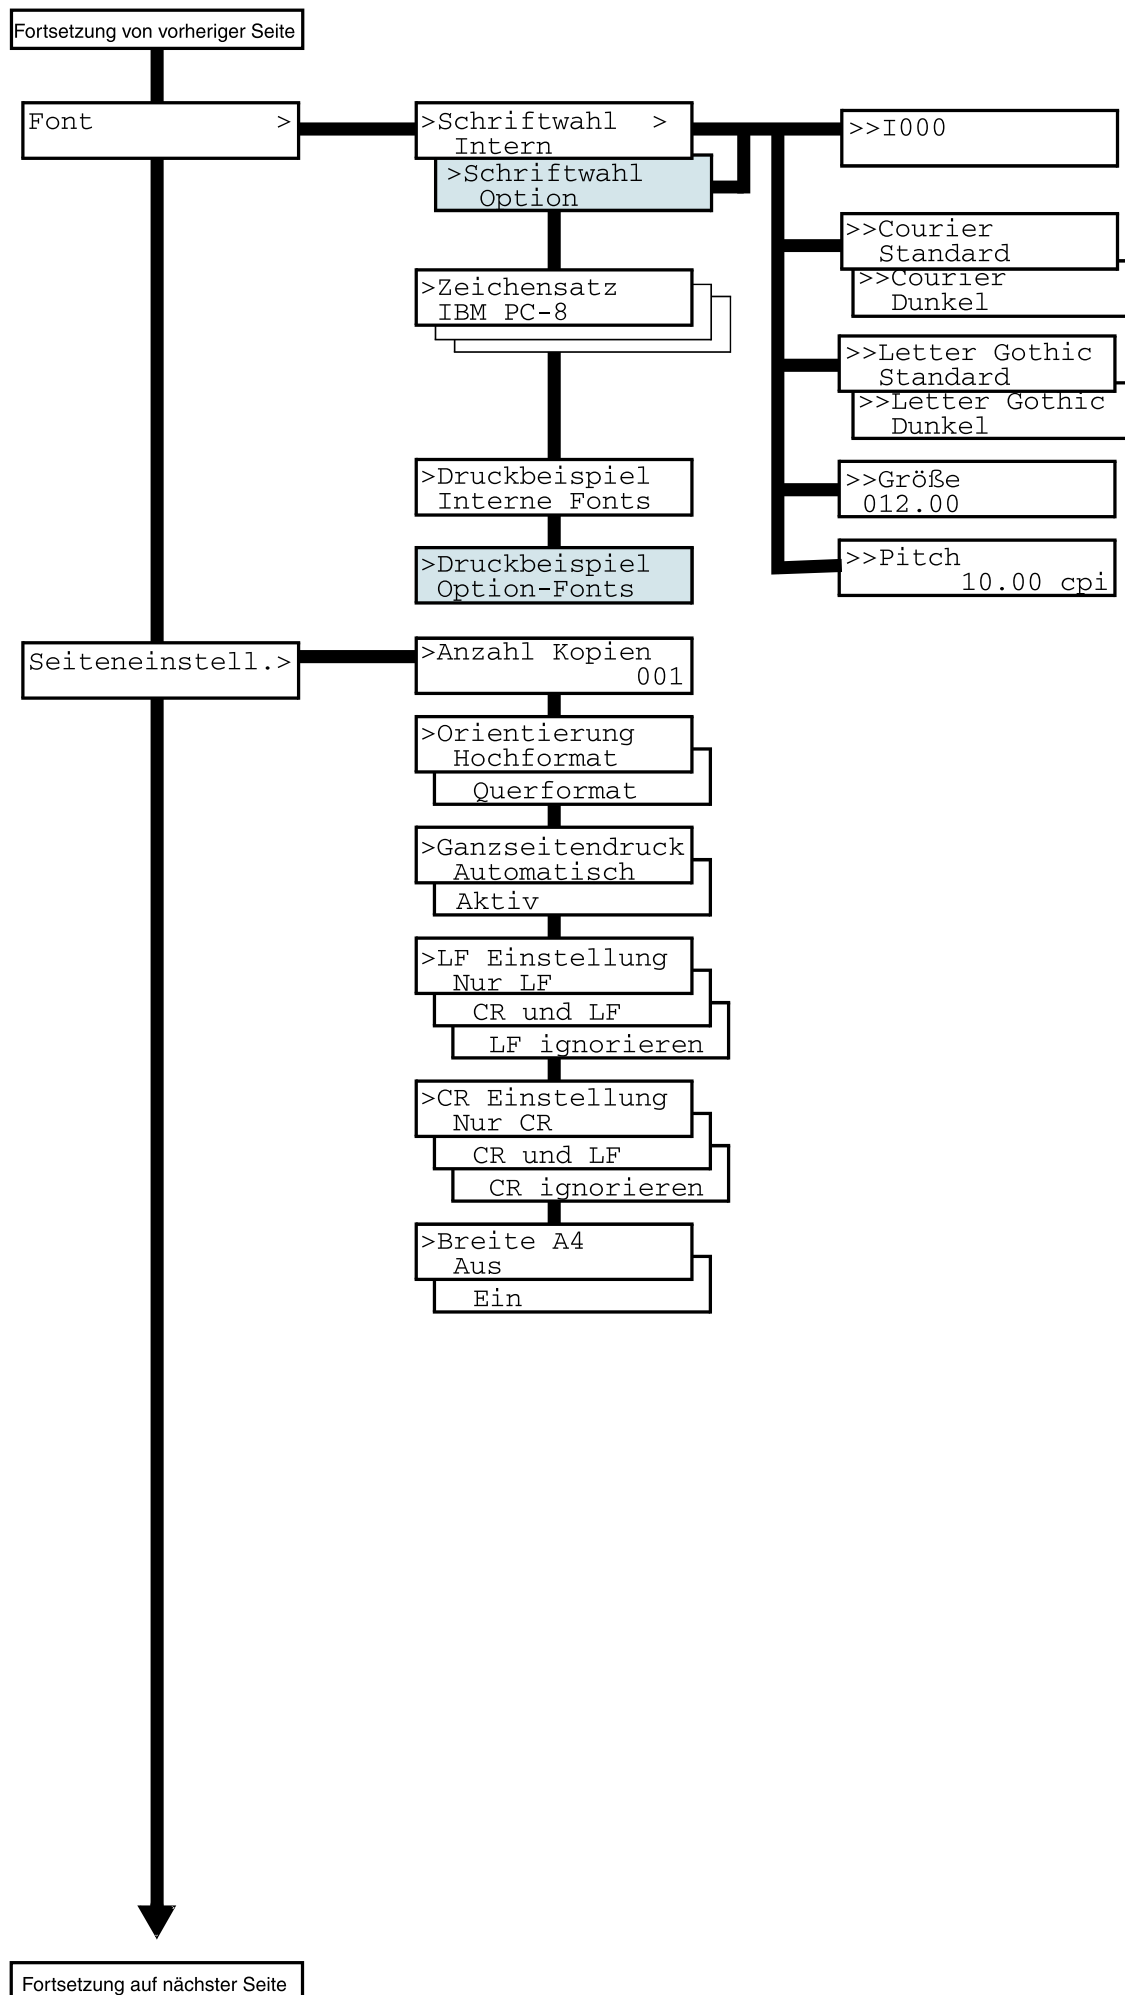 Fortsetzung von vorheriger Seite
Font >
>Schriftwahl >
Intern
>Schriftwahl
Option
>Zeichensatz
IBM PC-8
>Druckbeispiel
Interne Fonts
>Druckbeispiel
Option-Fonts
>>I000
>>Courier
Standard
>>Courier
Dunkel
>>Letter Gothic
Standard
>>Letter Gothic
Dunkel
>>Größe
012.00
>>Pitch
10.00 cpi
Seiteneinstell.>
>Anzahl Kopien
001
>Orientierung
Hochformat
Querformat
>Ganzseitendruck
Automatisch
Aktiv
>LF Einstellung
Nur LF
CR und LF
LF ignorieren
>CR Einstellung
Nur CR
CR und LF
CR ignorieren
>Breite A4
Aus
Ein
Fortsetzung auf nächster Seite